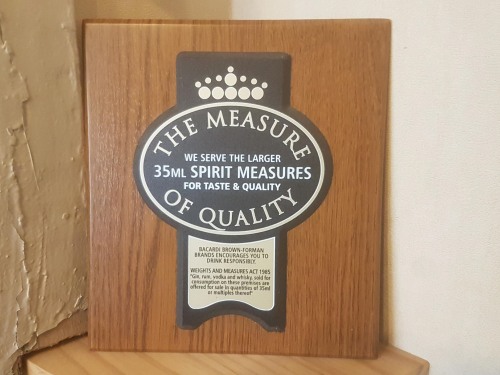 THE MEASURE
WE SERVE THE LARGER
35ML SPIRIT MEASURES
FOR TASTE & QUALITY
OF QUALITY
BACARDI BROWN-FORMAN
BRANDS ENCOURAGES YOU TO
DRINK RESPONSIBLY.
WEIGHTS AND MEASURES ACT 1985
"Gin, rum, vodka and whisky, sold for
consumption on these premises are
offered for sale in quantities of 35ml
or multiples thereof"